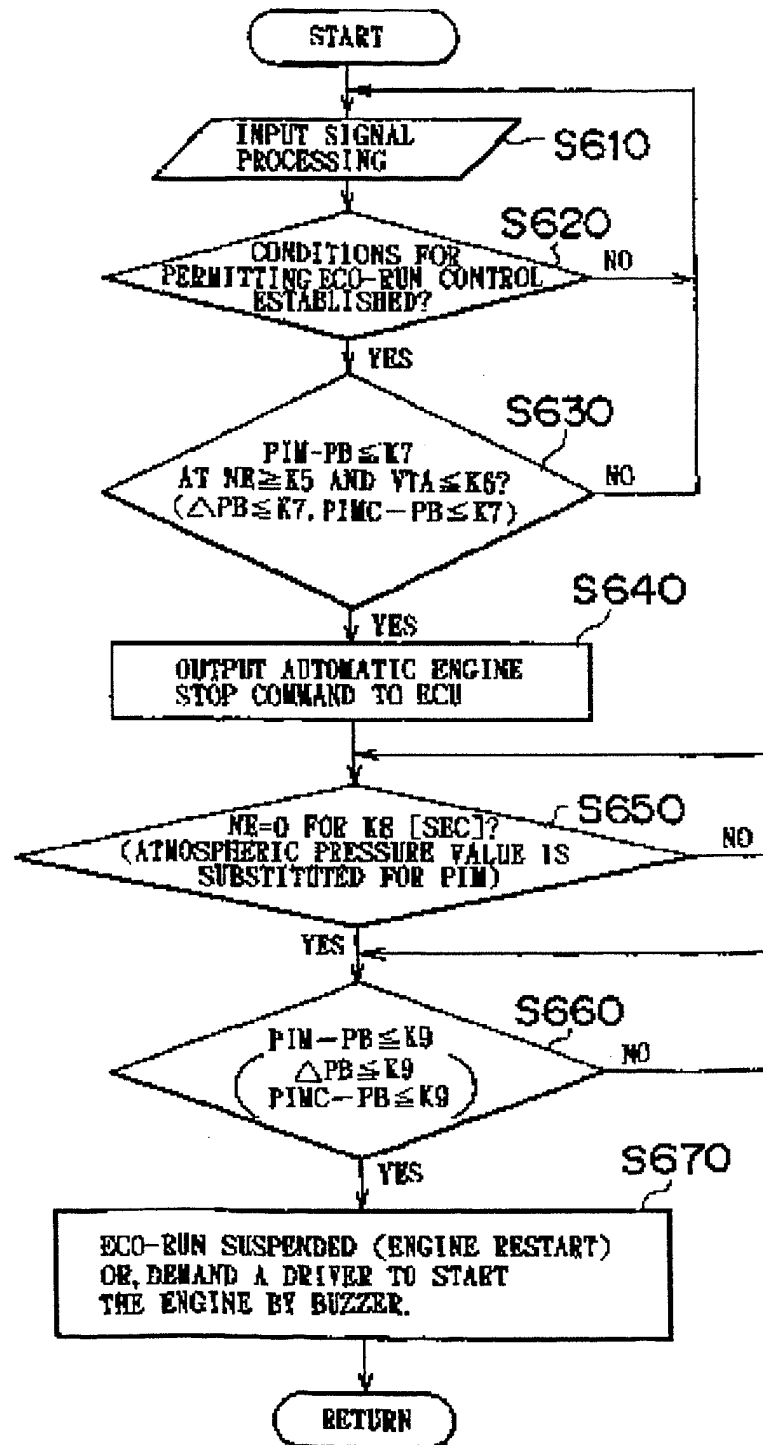 START
INPUT SIGNAL
PROCESSING
S610
S620
CONDITIONS FOR
PERMITTING ECO-RUN CONTROL
ESTABLISHED?
NO
YES
S630
PIM-PB≦K7
AT NE≧K5 AND VTA≦K6?
(△PB≦K7, PIMC-PB≦K7)
NO
YES
S640
OUTPUT AUTOMATIC ENGINE
STOP COMMAND TO ECU
S650
NE=0 FOR K8 [SEC]?
(ATMOSPHERIC PRESSURE VALUE IS
SUBSTITUTED FOR PIM)
NO
YES
S660
PIM-PB≦K9
(△PB≦K9
PIMC-PB≦K9)
NO
YES
S670
ECO-RUN SUSPENDED (ENGINE RESTART)
OR, DEMAND A DRIVER TO START
THE ENGINE BY BUZZER.
RETURN